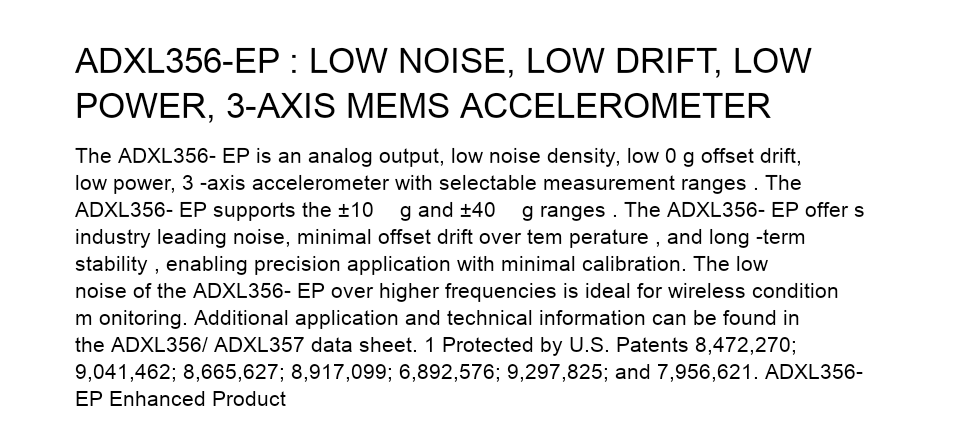 ADXL356-EP : LOW NOISE, LOW DRIFT, LOW
POWER, 3-AXIS MEMS ACCELEROMETER
The ADXL356- EP is an analog output, low noise density, low 0 g offset drift,
low power, 3 -axis accelerometer with selectable measurement ranges . The
ADXL356- EP supports the ±10  g and ±40  g ranges . The ADXL356- EP offer s
industry leading noise, minimal offset drift over tem perature , and long -term
stability , enabling precision application with minimal calibration. The low
noise of the ADXL356- EP over higher frequencies is ideal for wireless condition
m onitoring. Additional application and technical information can be found in
the ADXL356/ ADXL357 data sheet. 1 Protected by U.S. Patents 8,472,270;
9,041,462; 8,665,627; 8,917,099; 6,892,576; 9,297,825; and 7,956,621. ADXL356-
EP Enhanced Product